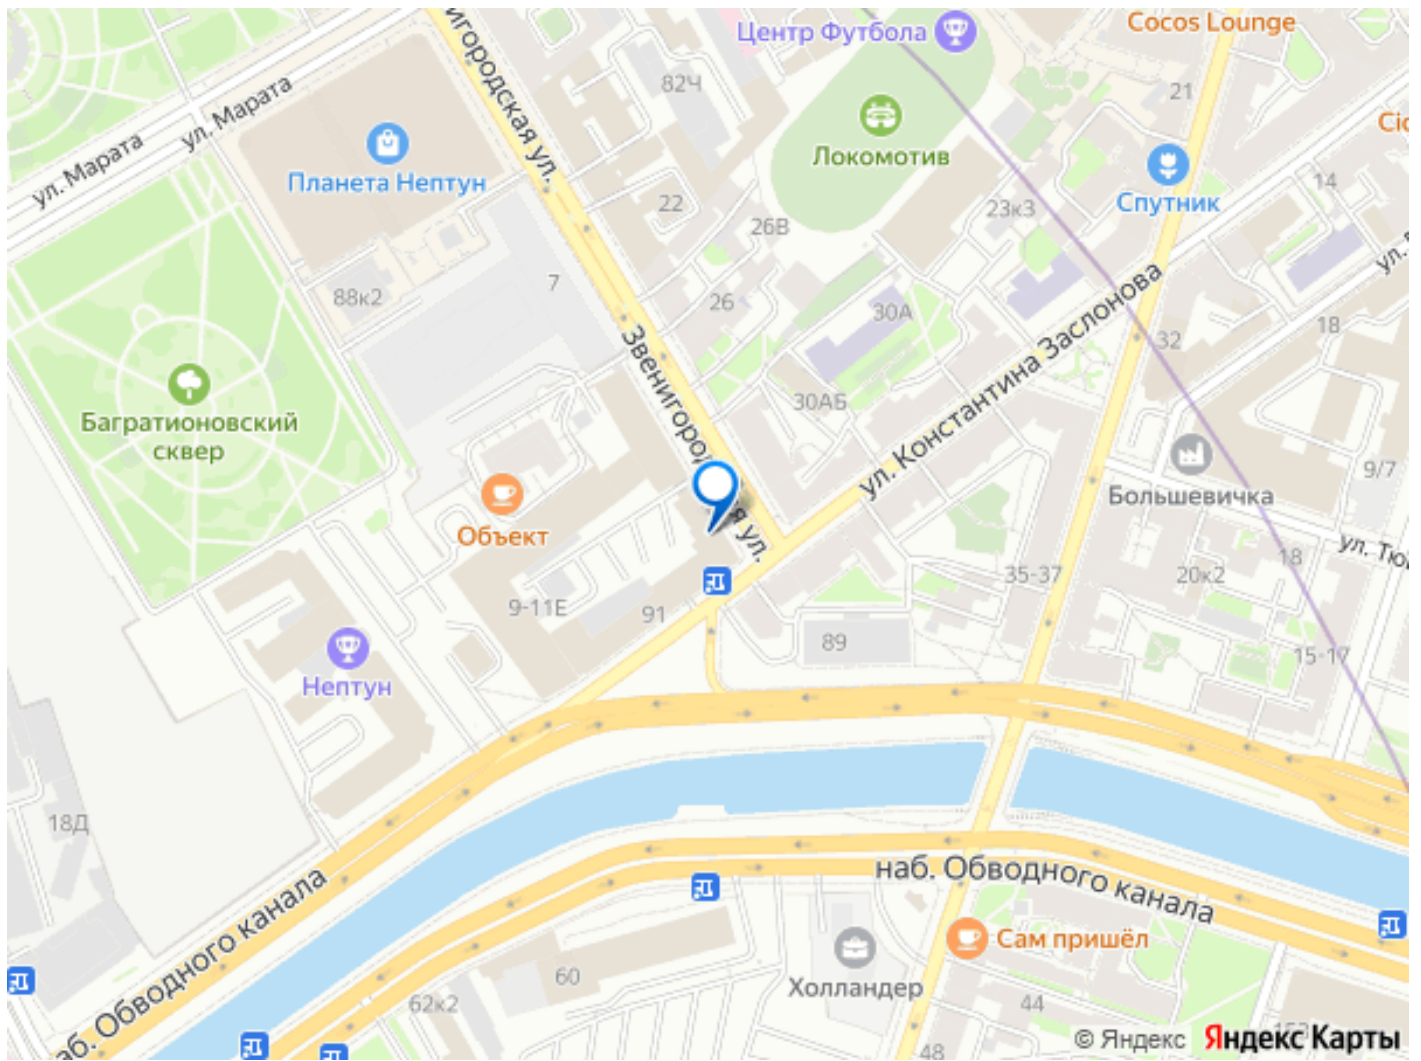 Cocos Lounge
Центр Футбола
82Ч
21
ул. Марата
ул. Марата
Звенигородская ул.
Локомотив
Спутник
14
Планета Нептун
22
23к3
26В
7
88к2
26
30А
32
18
ул. Константина Заслонова
Багратионовский
сквер
30АБ
Большевичка
9/7
Объект
35-37
20к2
18
9-11Е
91
89
15-17
Нептун
18Д
наб. Обводного канала
наб. Обводного канала
Сам пришёл
Холландер
60
62к2
44
48
© Яндекс Яндекс Карты